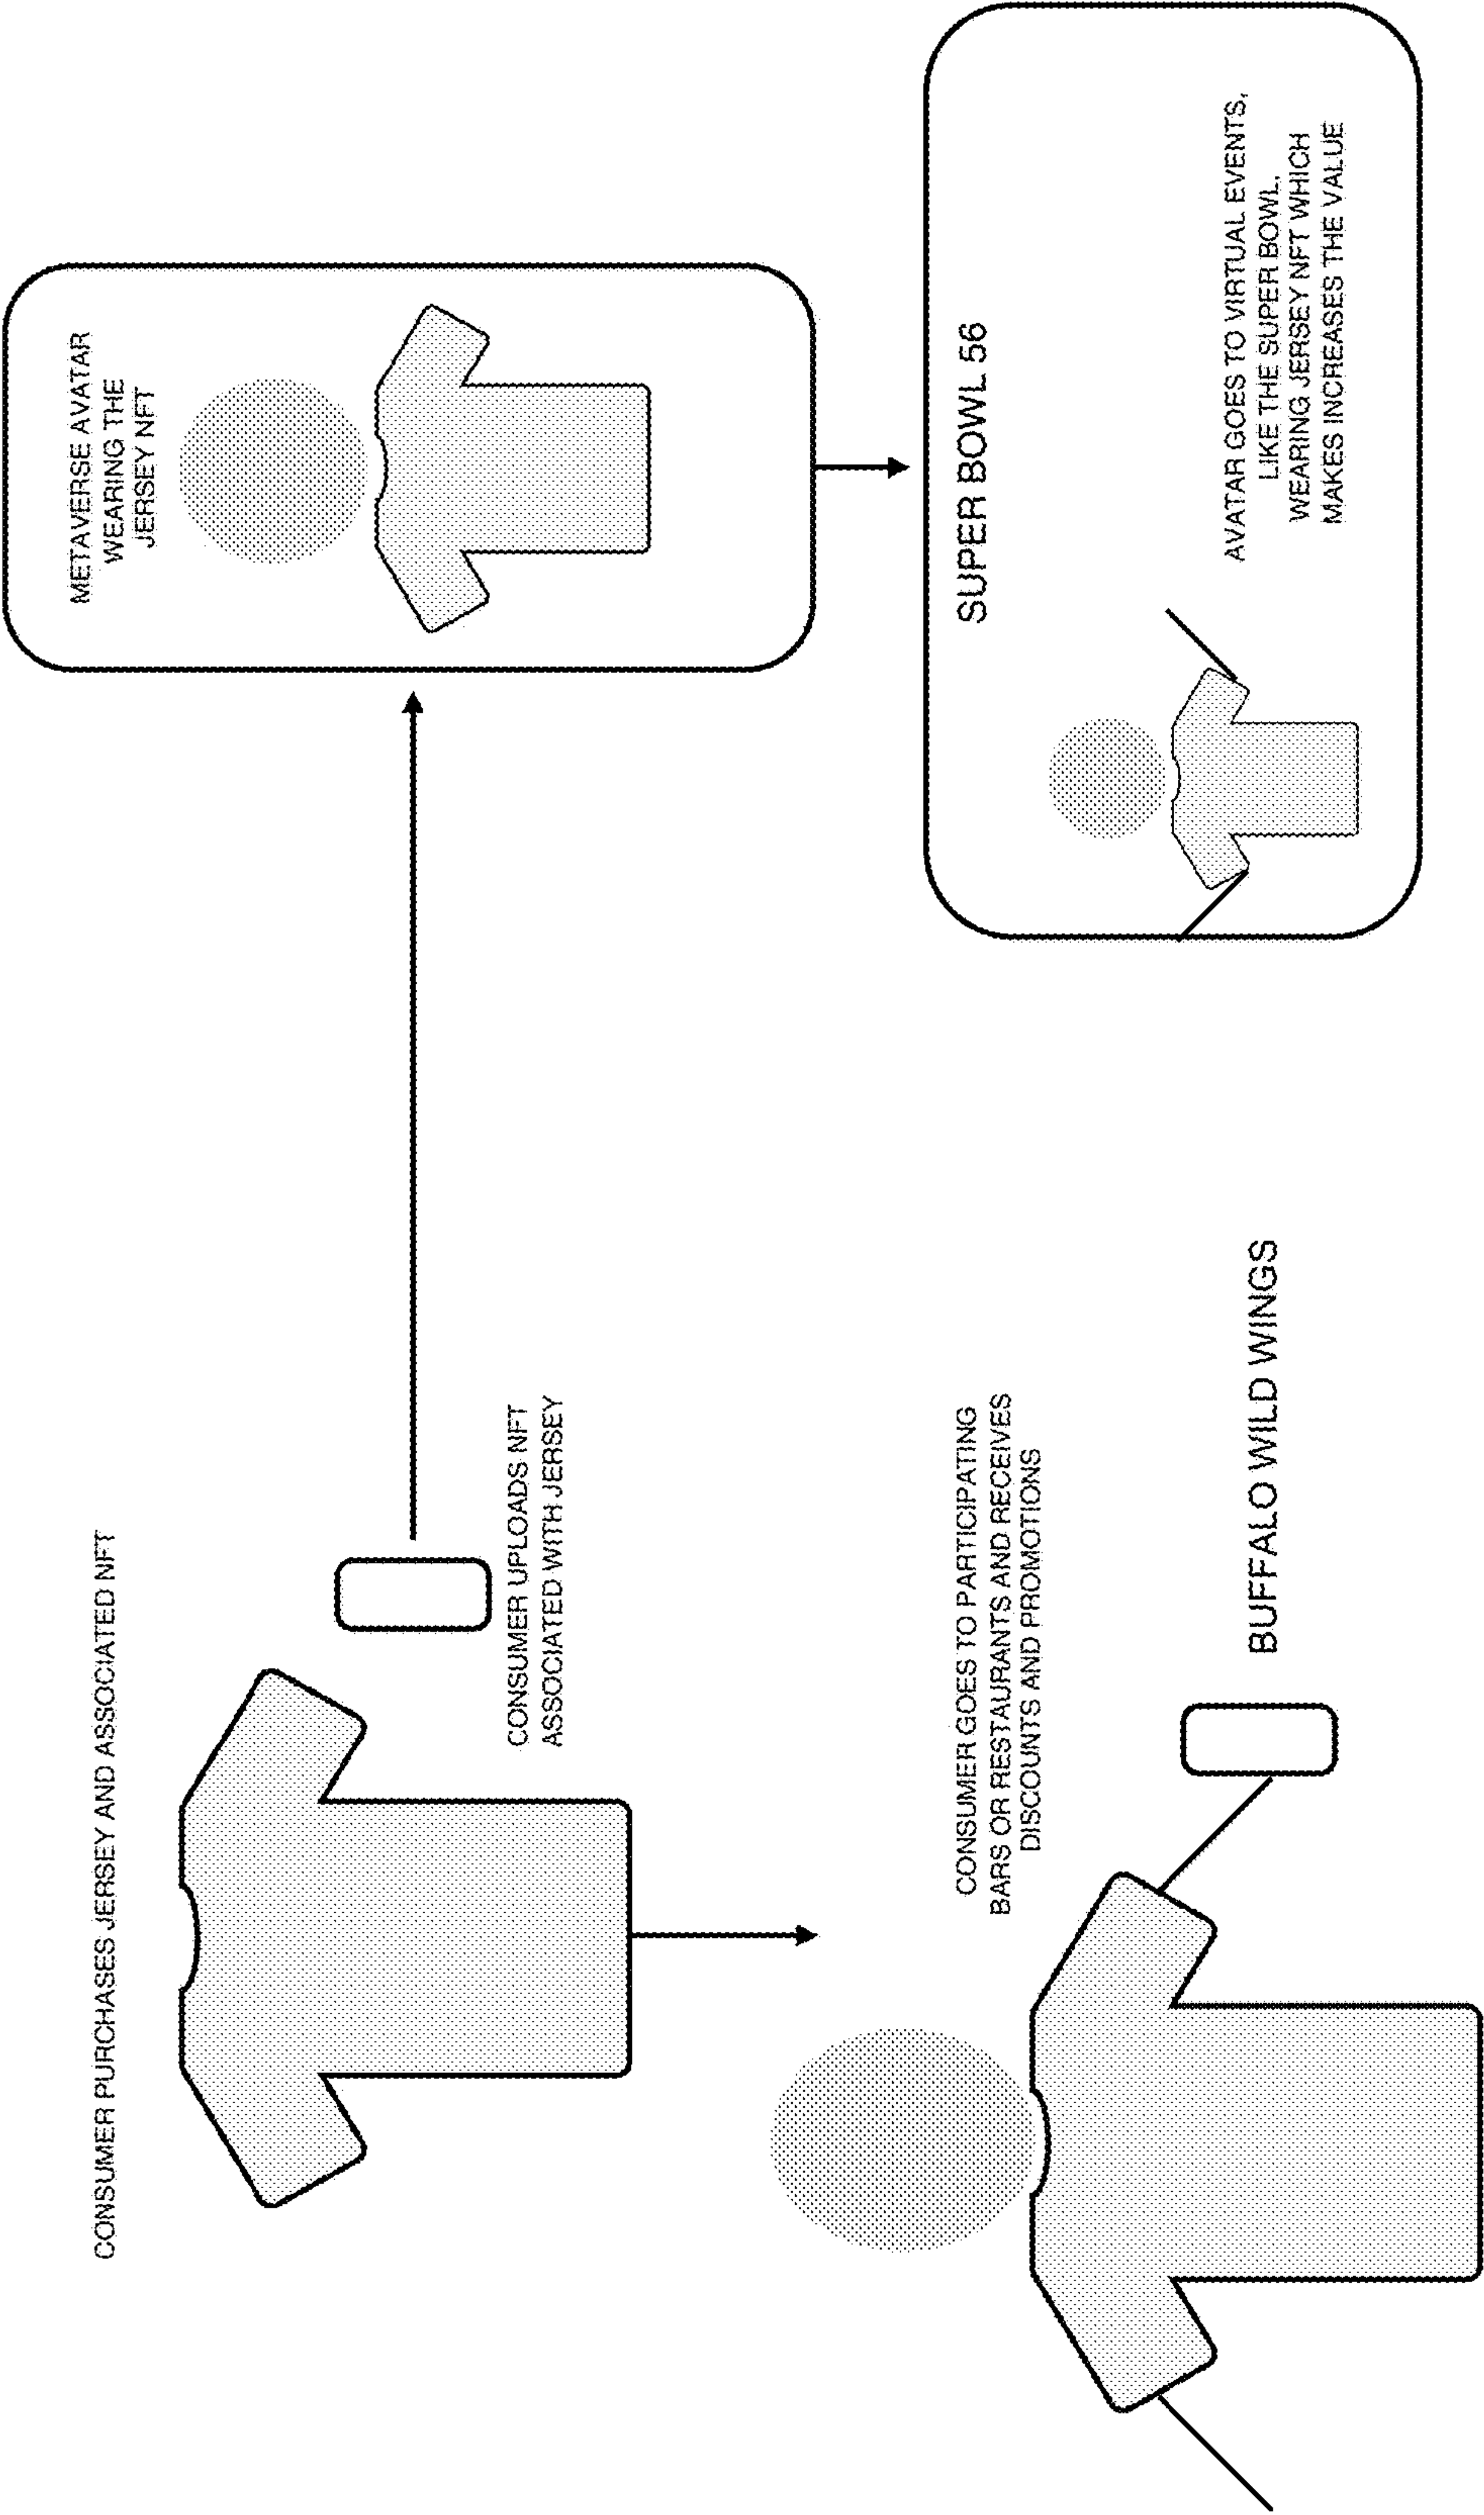 CONSUMER PURCHASES JERSEY AND ASSOCIATED NFT
CONSUMER UPLOADS NFT
ASSOCIATED WITH JERSEY
METAVERSE AVATAR
WEARING THE
JERSEY NFT
CONSUMER GOES TO PARTICIPATING
BARS OR RESTAURANTS AND RECEIVES
DISCOUNTS AND PROMOTIONS
BUFFALO WILD WINGS
SUPER BOWL 56
AVATAR GOES TO VIRTUAL EVENTS,
LIKE THE SUPER BOWL,
WEARING JERSEY NFT WHICH
MAKES INCREASES THE VALUE